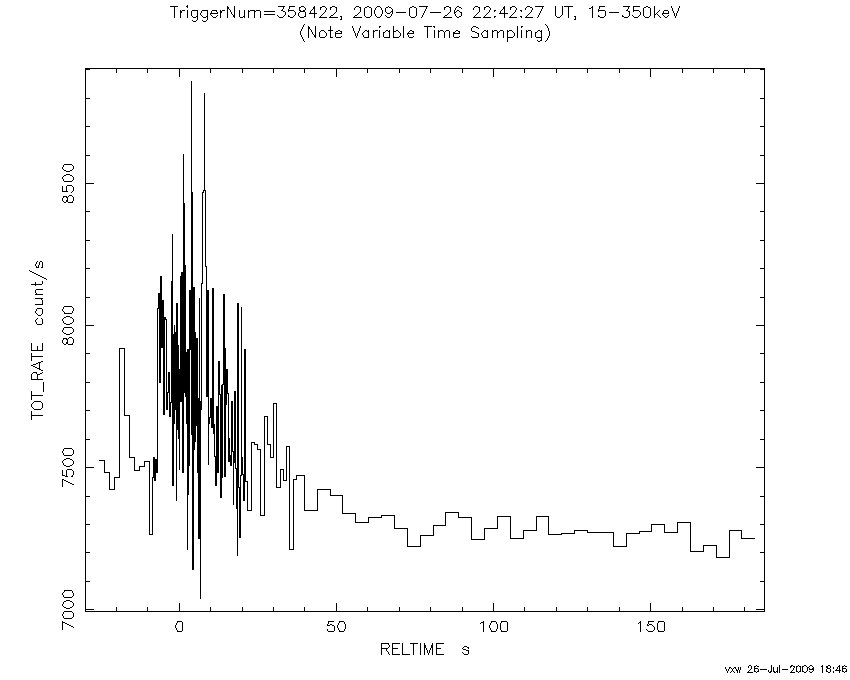 TriggerNum=358422, 2009-07-26 22:42:27 UT, 15-350keV
(Note Variable Time Sampling)
TOT_RATE count/s
8500
8000
7500
7000
0 50 100 150
RELTIME s
vxw 26-Jul-2009 18:46